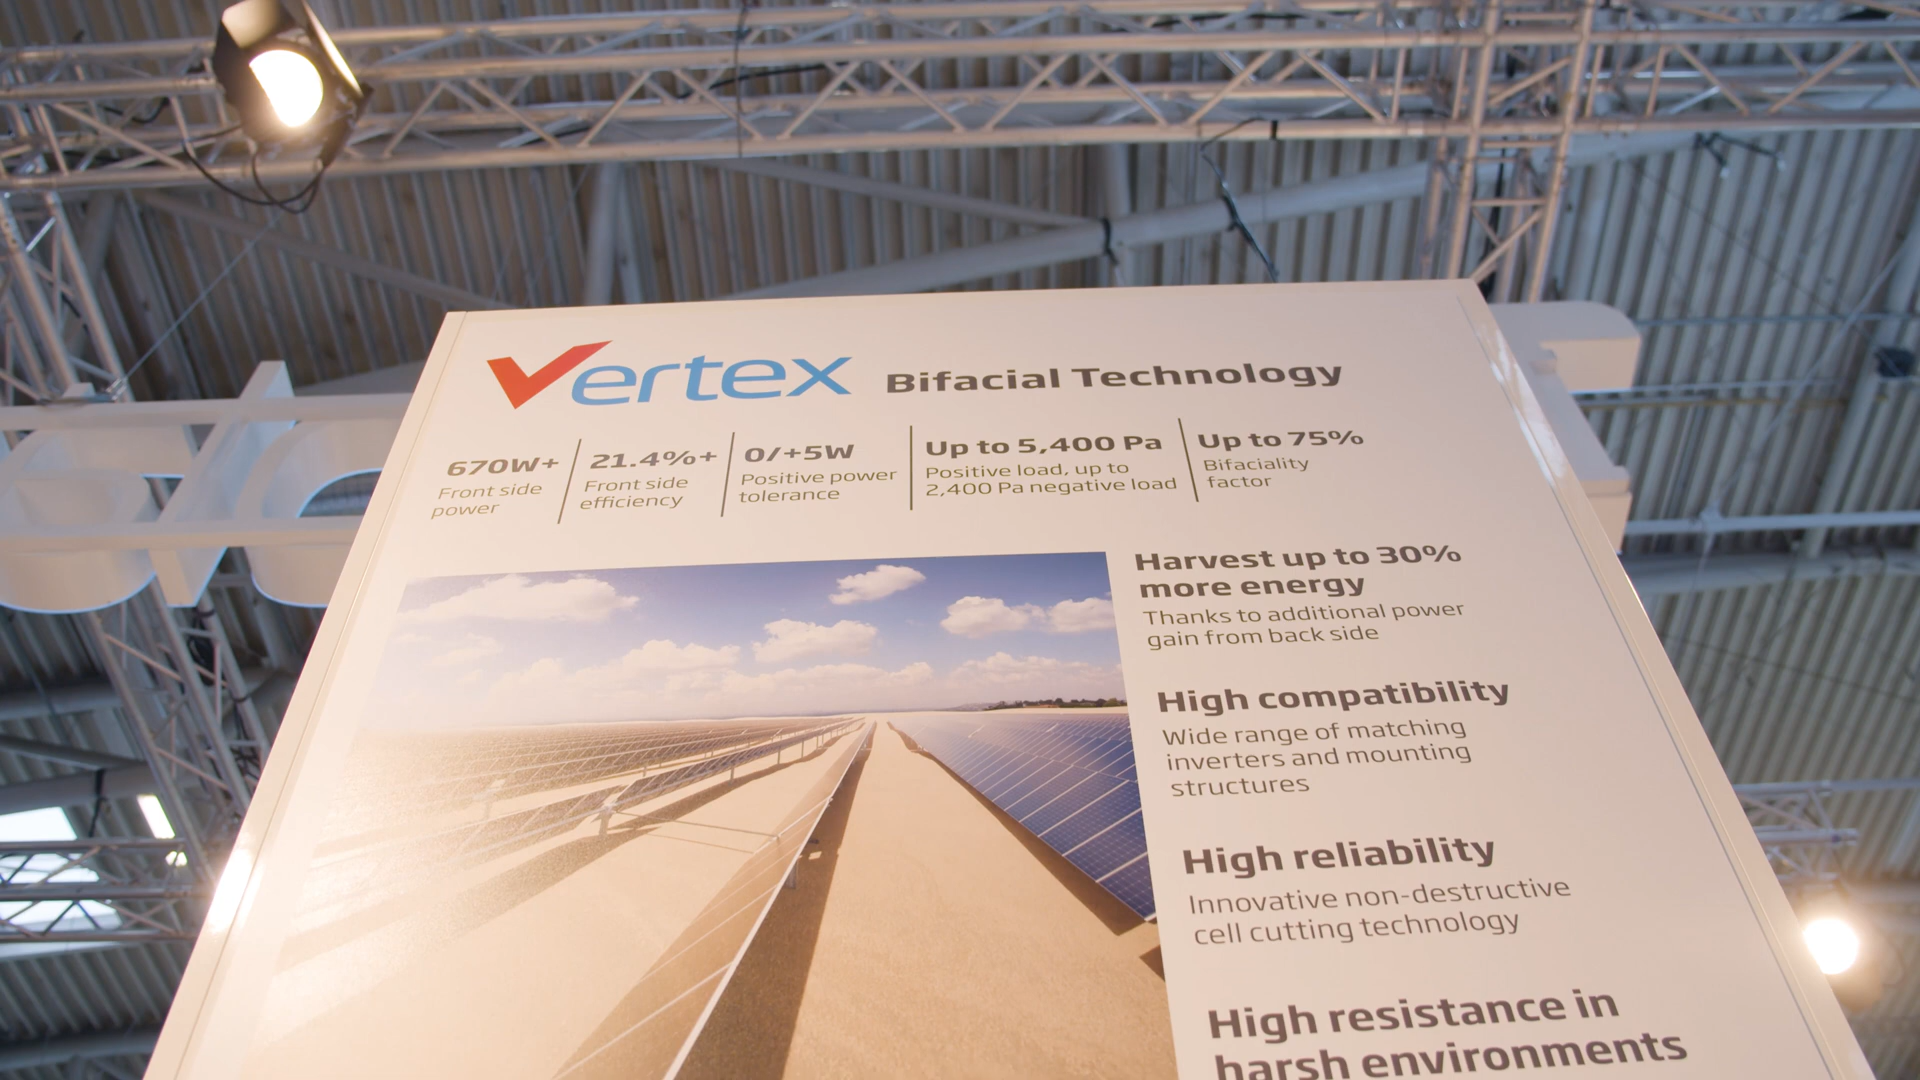 Vertex Bifacial Technology
670W+
Front side
power
21.4%+
Front side
efficiency
0/+5W
Positive power
tolerance
Up to 5,400 Pa
Positive load, up to
2,400 Pa negative load
Up to 75%
Bifaciality
factor
Harvest up to 30%
more energy
Thanks to additional power
gain from back side
High compatibility
Wide range of matching
inverters and mounting
structures
High reliability
Innovative non-destructive
cell cutting technology
High resistance in
harsh environments